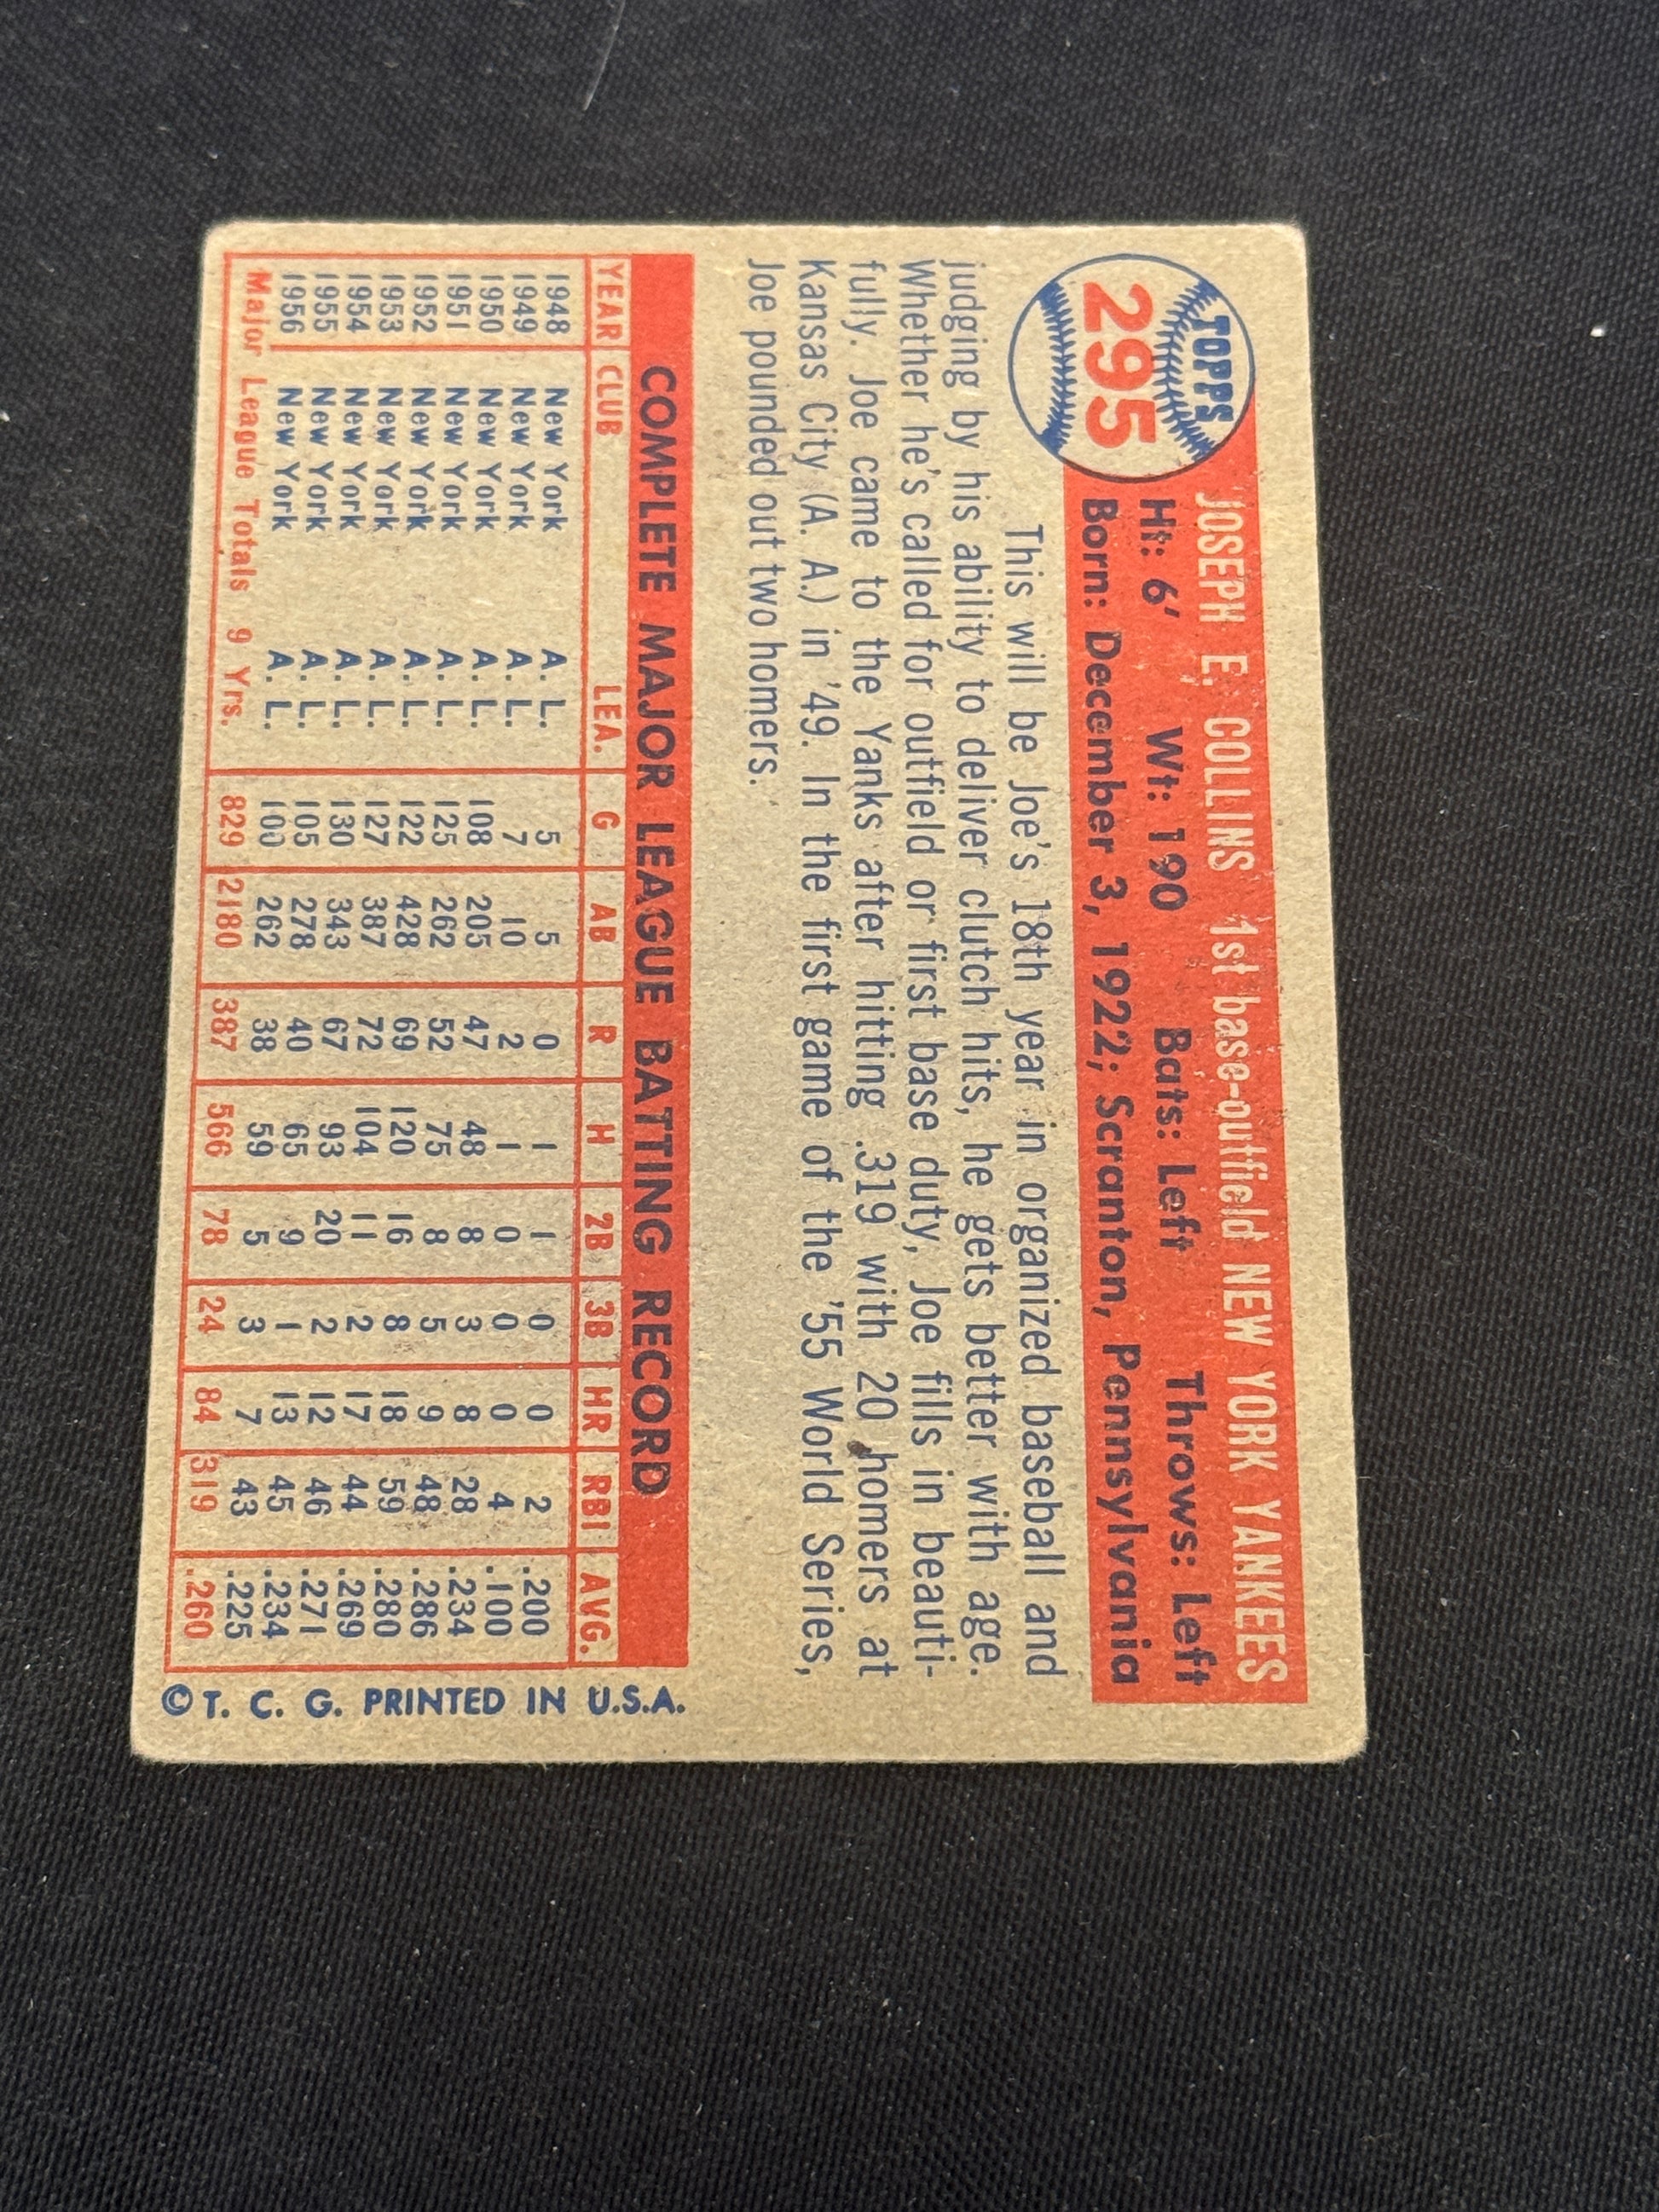 TOPPS
295
JOSEPH E. COLLINS 1st base-outfield NEW YORK YANKEES
Ht: 6' Wt: 190 Bats: Left Throws: Left
Born: December 3, 1922; Scranton, Pennsylvania
This will be Joe's 18th year in organized baseball and
judging by his ability to deliver clutch hits, he gets better with age.
Whether he's called for outfield or first base duty, Joe fills in beauti-
fully. Joe came to the Yanks after hitting .319 with 20 homers at
Kansas City (A. A.) in '49. In the first game of the '55 World Series,
Joe pounded out two homers.
COMPLETE MAJOR LEAGUE BATTING RECORD
YEAR CLUB LEA. G AB R H 2B 3B HR RBI AVG.
1948 New York A. L. 5 5 0 1 1 0 0 2 .200
1949 New York A. L. 7 10 2 1 0 0 0 4 .100
1950 New York A. L. 108 205 47 48 8 3 8 28 .234
1951 New York A. L. 125 262 52 75 8 5 9 48 .286
1952 New York A. L. 122 428 69 120 16 8 18 59 .280
1953 New York A. L. 127 387 72 104 11 2 17 44 .269
1954 New York A. L. 130 343 67 93 20 2 12 46 .271
1955 New York A. L. 105 278 40 65 9 1 13 45 .234
1956 New York A. L. 100 262 38 59 5 3 7 43 .225
Major League Totals 9 Yrs. 829 2180 387 566 78 24 84 319 .260
© T. C. G. PRINTED IN U.S.A.